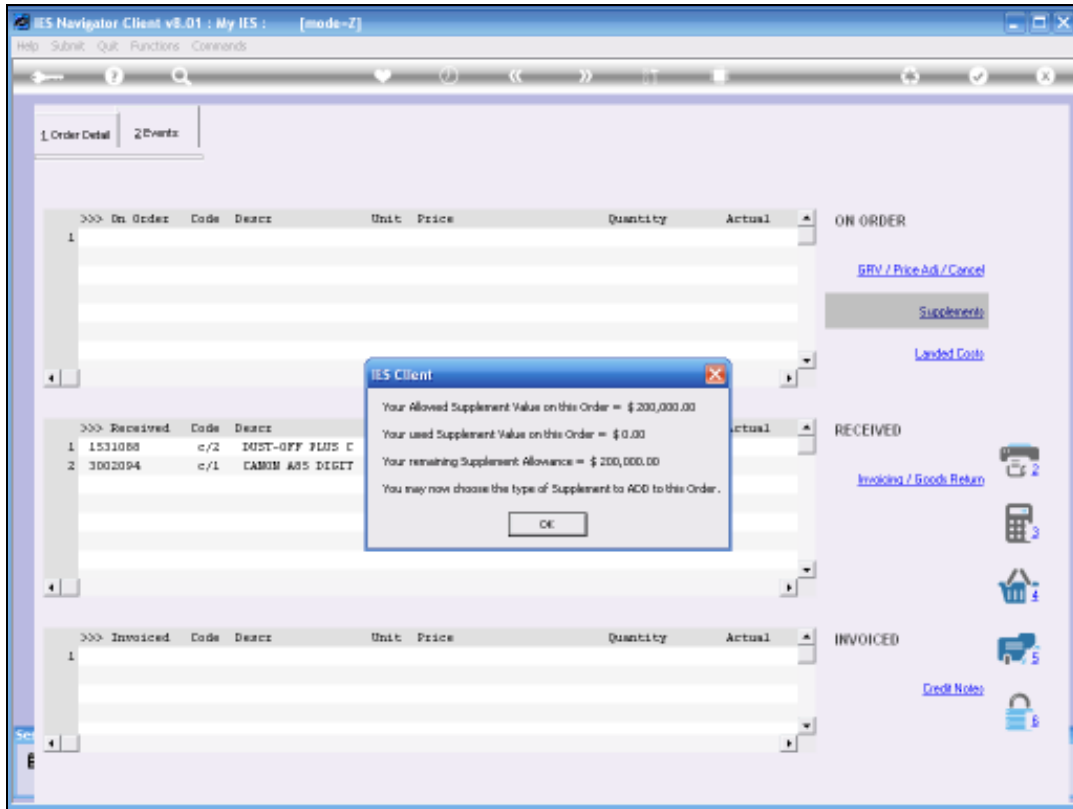 IES Navigator Client v8.01 : My IES : [mode=Z]
Help Submit Quit Functions Commands
1 Order Detail 2 Events
>>> On Order Code Descr Unit Price Quantity Actual
1
ON ORDER
GRV / Price Adj / Cancel
Supplements
Landed Costs
IES Client
Your Allowed Supplement Value on this Order = $ 200,000.00
Your used Supplement Value on this Order = $ 0.00
Your remaining Supplement Allowance = $ 200,000.00
You may now choose the type of Supplement to ADD to this Order.
OK
>>> Received Code Descr
1 1531088 c/2 DUST-OFF PLUS C
2 3002094 c/1 CANON A85 DIGIT
RECEIVED
Invoicing / Goods Return
2
3
4
5
6
>>> Invoiced Code Descr Unit Price Quantity Actual
1
INVOICED
Credit Notes